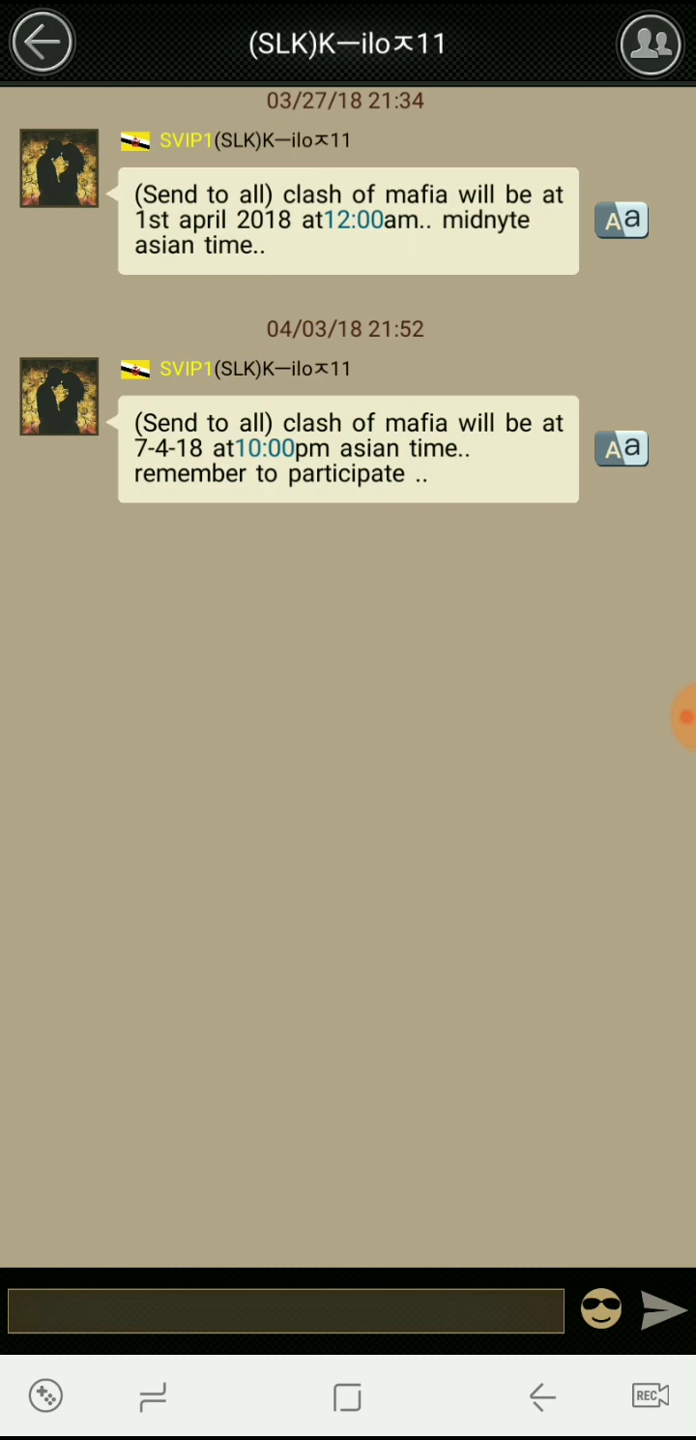 (SLK)K一iloㅈ11
03/27/18 21:34
SVIP1(SLK)K一iloㅈ11
(Send to all) clash of mafia will be at
1st april 2018 at12:00am.. midnyte
asian time..
Aa
04/03/18 21:52
SVIP1(SLK)K一iloㅈ11
(Send to all) clash of mafia will be at
7-4-18 at10:00pm asian time..
remember to participate ..
Aa
REC